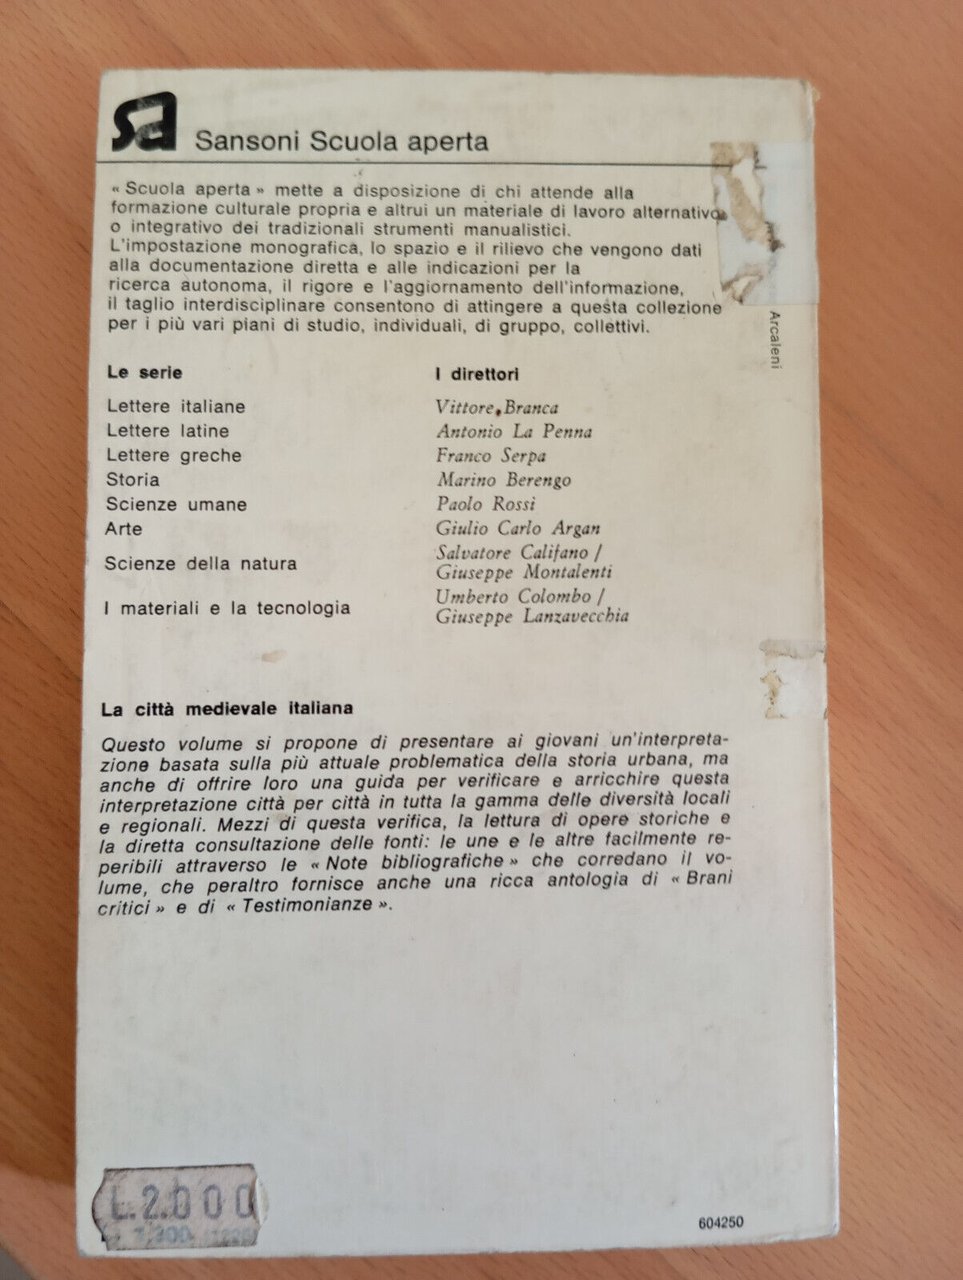 sa
Sansoni Scuola aperta
« Scuola aperta » mette a disposizione di chi attende alla
formazione culturale propria e altrui un materiale di lavoro alternativo
o integrativo dei tradizionali strumenti manualistici.
L'impostazione monografica, lo spazio e il rilievo che vengono dati
alla documentazione diretta e alle indicazioni per la
ricerca autonoma, il rigore e l'aggiornamento dell'informazione,
il taglio interdisciplinare consentono di attingere a questa collezione
per i più vari piani di studio, individuali, di gruppo, collettivi.
Arcaleni
Le serie I direttori
Lettere italiane Vittore Branca
Lettere latine Antonio La Penna
Lettere greche Franco Serpa
Storia Marino Berengo
Scienze umane Paolo Rossi
Arte Giulio Carlo Argan
Scienze della natura Salvatore Califano /
Giuseppe Montalenti
I materiali e la tecnologia Umberto Colombo /
Giuseppe Lanzavecchia
La città medievale italiana
Questo volume si propone di presentare ai giovani un'interpreta-
zione basata sulla più attuale problematica della storia urbana, ma
anche di offrire loro una guida per verificare e arricchire questa
interpretazione città per città in tutta la gamma delle diversità locali
e regionali. Mezzi di questa verifica, la lettura di opere storiche e
la diretta consultazione delle fonti: le une e le altre facilmente re-
peribili attraverso le « Note bibliografiche » che corredano il vo-
lume, che peraltro fornisce anche una ricca antologia di « Brani
critici » e di « Testimonianze ».
L.2.000
604250